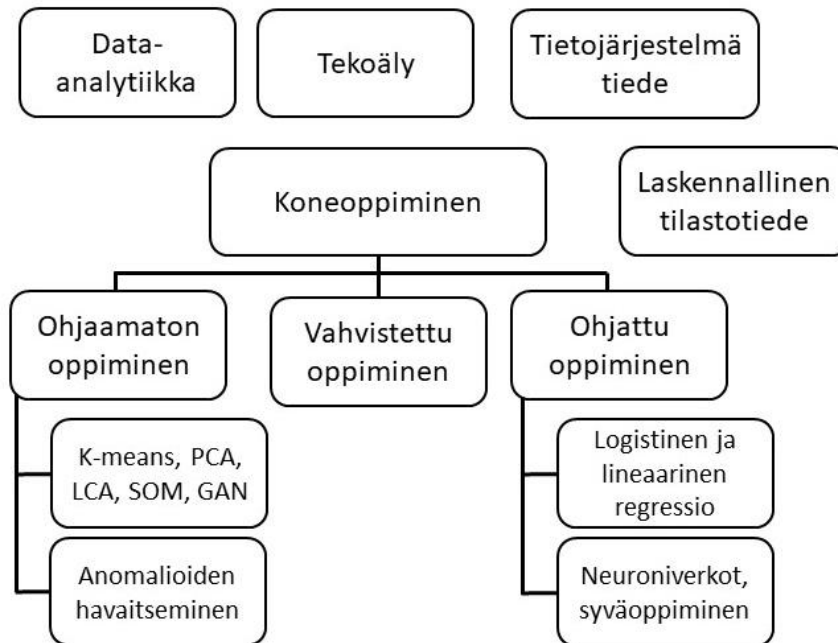 Data-
analytiikka
Tekoäly
Tietojärjestelmä
tiede
Koneoppiminen
Laskennallinen
tilastotiede
Ohjaamaton
oppiminen
Vahvistettu
oppiminen
Ohjattu
oppiminen
K-means, PCA,
LCA, SOM, GAN
Logistinen ja
lineaarinen
regressio
Anomalioiden
havaitseminen
Neuroniverkot,
syväoppiminen